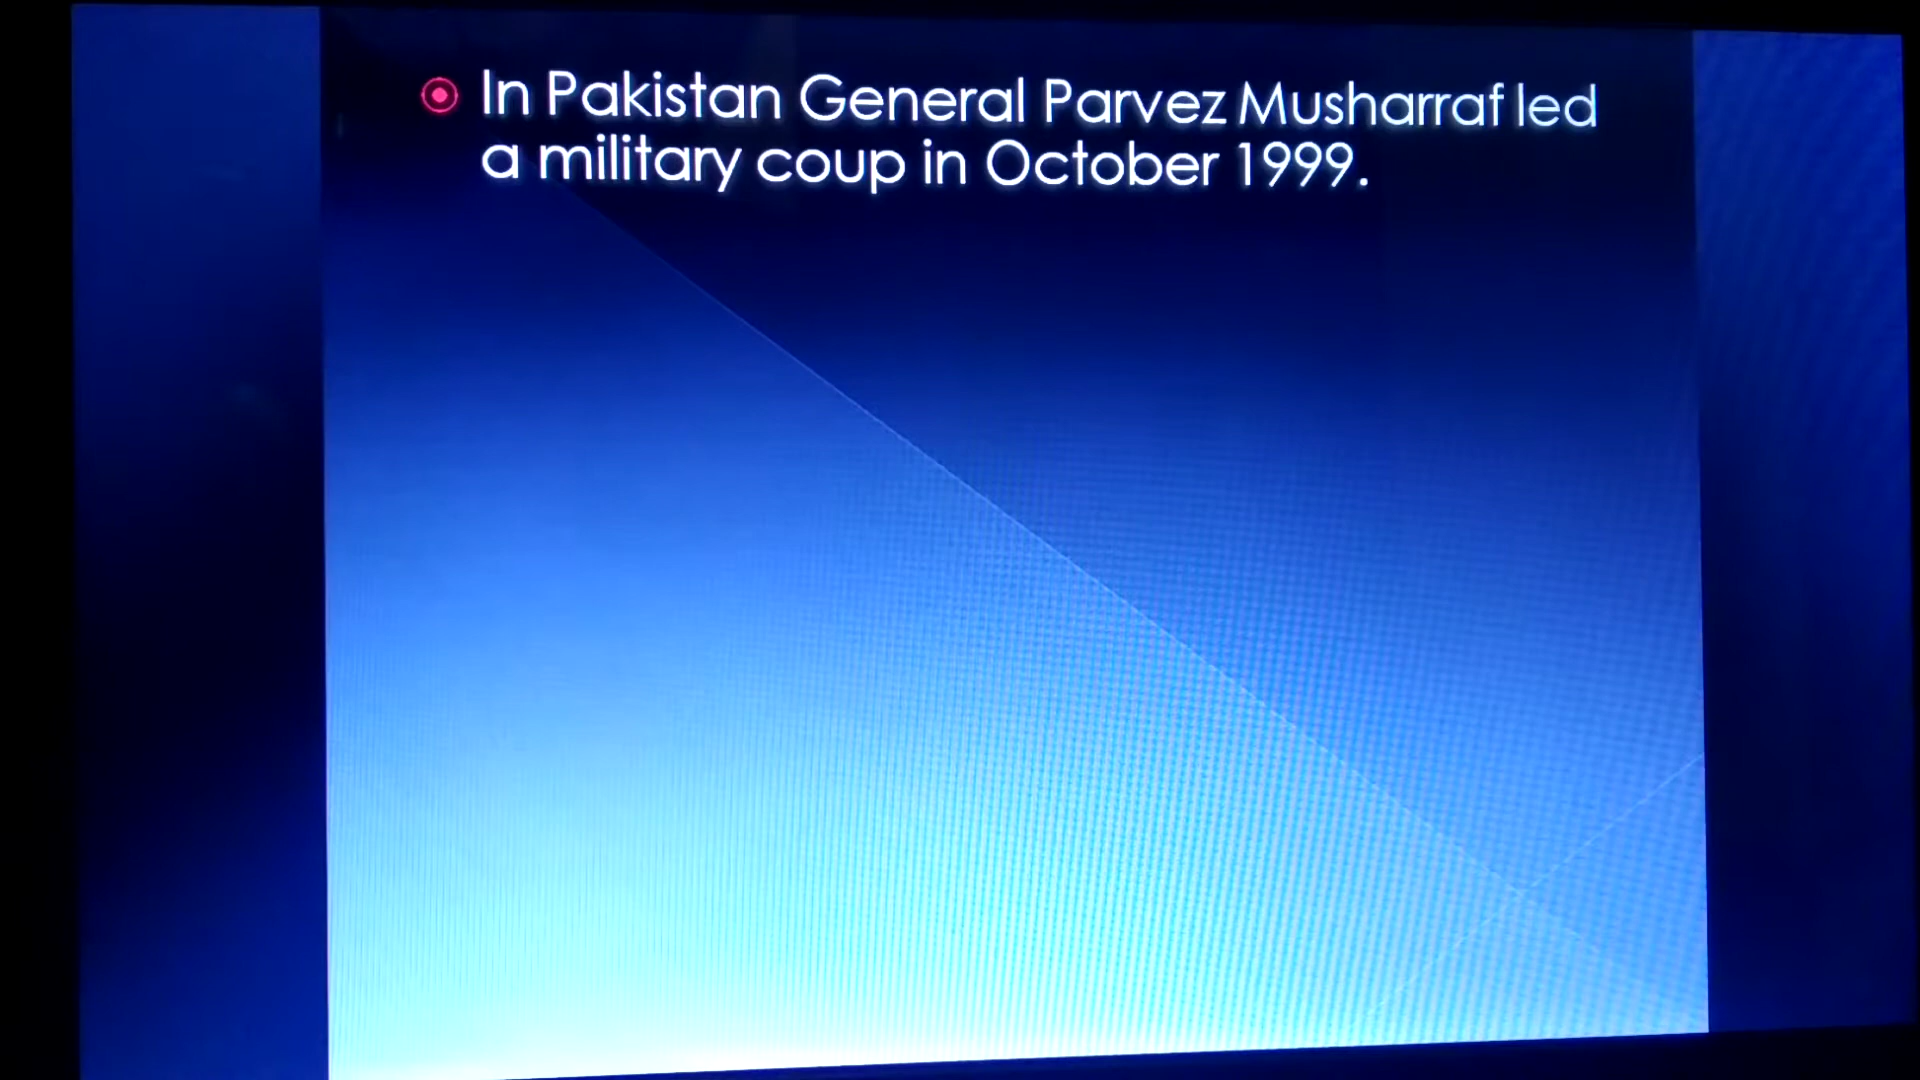 In Pakistan General Parvez Musharraf led
a military coup in October 1999.